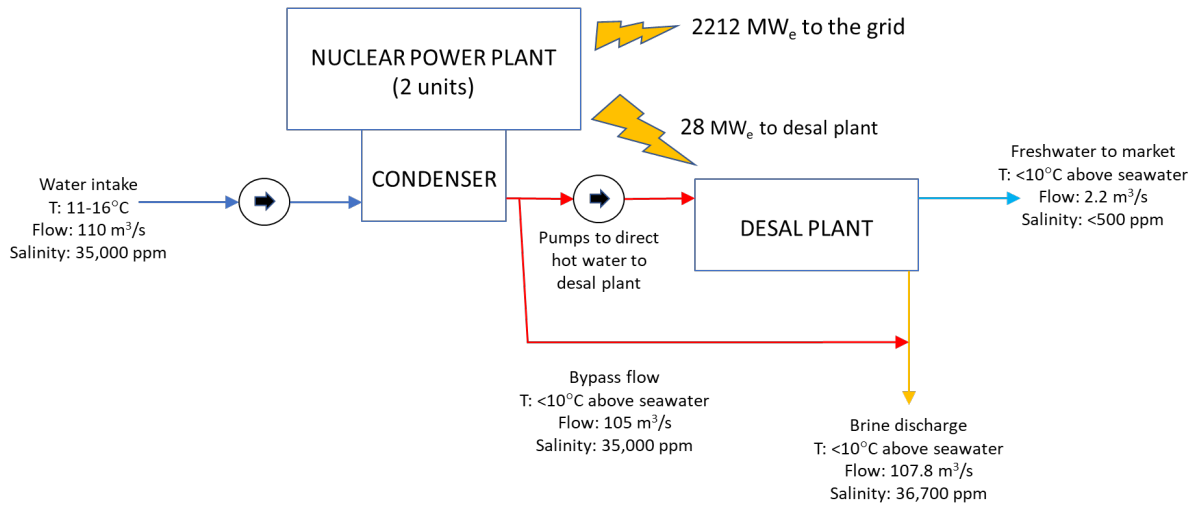 NUCLEAR POWER PLANT
(2 units)
2212 MWₑ to the grid
28 MWₑ to desal plant
CONDENSER
Water intake
T: 11-16°C
Flow: 110 m³/s
Salinity: 35,000 ppm
Pumps to direct
hot water to
desal plant
DESAL PLANT
Freshwater to market
T: <10°C above seawater
Flow: 2.2 m³/s
Salinity: <500 ppm
Bypass flow
T: <10°C above seawater
Flow: 105 m³/s
Salinity: 35,000 ppm
Brine discharge
T: <10°C above seawater
Flow: 107.8 m³/s
Salinity: 36,700 ppm